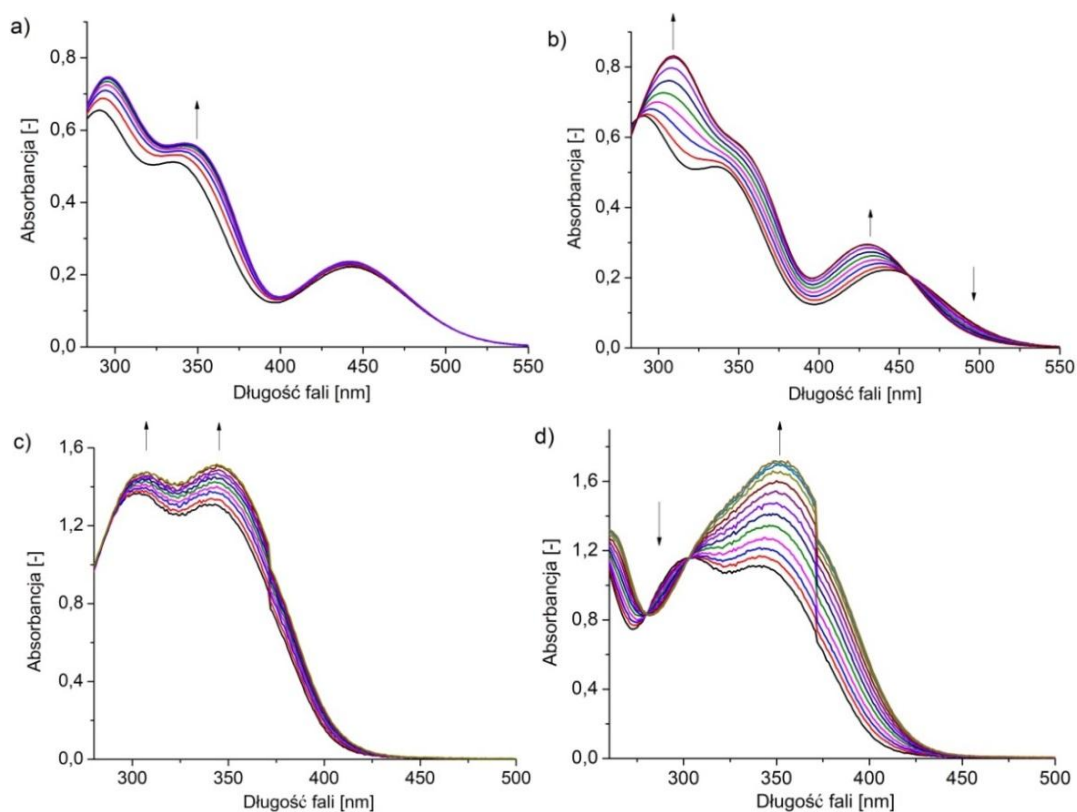 a)
0,8
0,6
0,4
0,2
0,0
Absorbancja [-]
300 350 400 450 500 550
Długość fali [nm]
b)
0,8
0,6
0,4
0,2
0,0
Absorbancja [-]
300 350 400 450 500 550
Długość fali [nm]
c)
1,6
1,2
0,8
0,4
0,0
Absorbancja [-]
300 350 400 450 500
Długość fali [nm]
d)
1,6
1,2
0,8
0,4
0,0
Absorbancja [-]
300 350 400 450 500
Długość fali [nm]